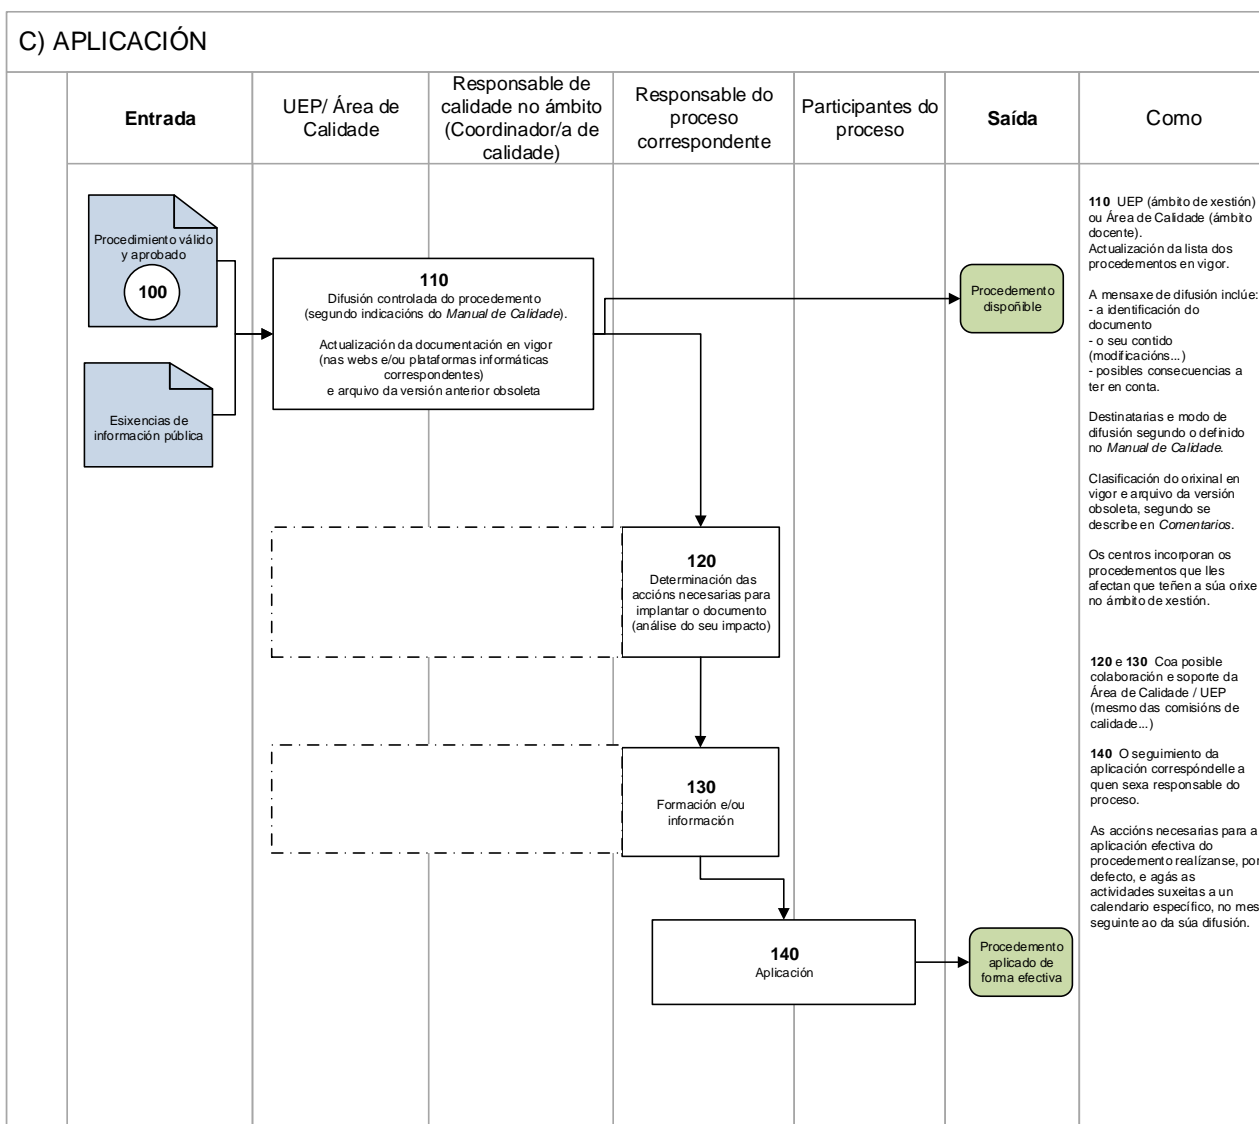 C) APLICACIÓN
Entrada
UEP/ Área de
Calidade
Responsable de
calidade no ámbito
(Coordinador/a de
calidade)
Responsable do
proceso
correspondente
Participantes do
proceso
Saída
Como
Procedimiento válido
y aprobado
100
Esixencias de
información pública
110
Difusión controlada do procedemento
(segundo indicacións do Manual de Calidade).
Actualización da documentación en vigor
(nas webs e/ou plataformas informáticas
correspondentes)
e arquivo da versión anterior obsoleta
Procedemento
dispoñible
120
Determinación das
accións necesarias para
implantar o documento
(análise do seu impacto)
130
Formación e/ou
información
140
Aplicación
Procedemento
aplicado de
forma efectiva
110 UEP (ámbito de xestión)
ou Área de Calidade (ámbito
docente).
Actualización da lista dos
procedementos en vigor.
A mensaxe de difusión inclúe:
- a identificación do
documento
- o seu contido
(modificacións...)
- posibles consecuencias a
ter en conta.
Destinatarias e modo de
difusión segundo o definido
no Manual de Calidade.
Clasificación do orixinal en
vigor e arquivo da versión
obsoleta, segundo se
describe en Comentarios.
Os centros incorporan os
procedementos que lles
afectan que teñen a súa orixe
no ámbito de xestión.
120 e 130 Coa posible
colaboración e soporte da
Área de Calidade / UEP
(mesmo das comisións de
calidade...)
140 O seguimiento da
aplicación correspóndelle a
quen sexa responsable do
proceso.
As accións necesarias para a
aplicación efectiva do
procedemento realízanse, por
defecto, e agás as
actividades suxeitas a un
calendario específico, no mes
seguinte ao da súa difusión.